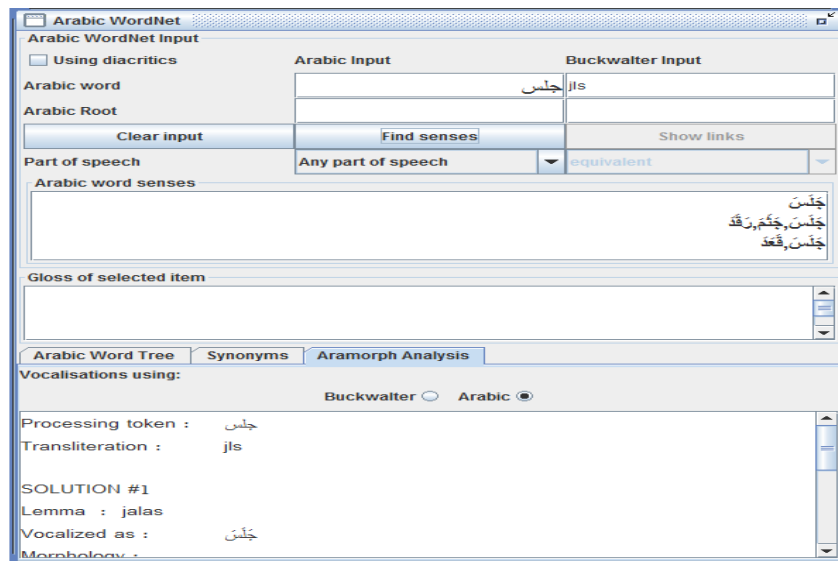 Arabic WordNet
Arabic WordNet Input
Using diacritics Arabic Input Buckwalter Input
Arabic word جلس jls
Arabic Root
Clear input Find senses Show links
Part of speech Any part of speech equivalent
Arabic word senses
جَلَسَ
جَلَسَ,جَثَمَ,رَقَدَ
جَلَسَ,قَعَدَ
Gloss of selected item
Arabic Word Tree Synonyms Aramorph Analysis
Vocalisations using:
Buckwalter Arabic
Processing token : جلس
Transliteration : jls
SOLUTION #1
Lemma : jalas
Vocalized as : جَلَسَ
Morphology :